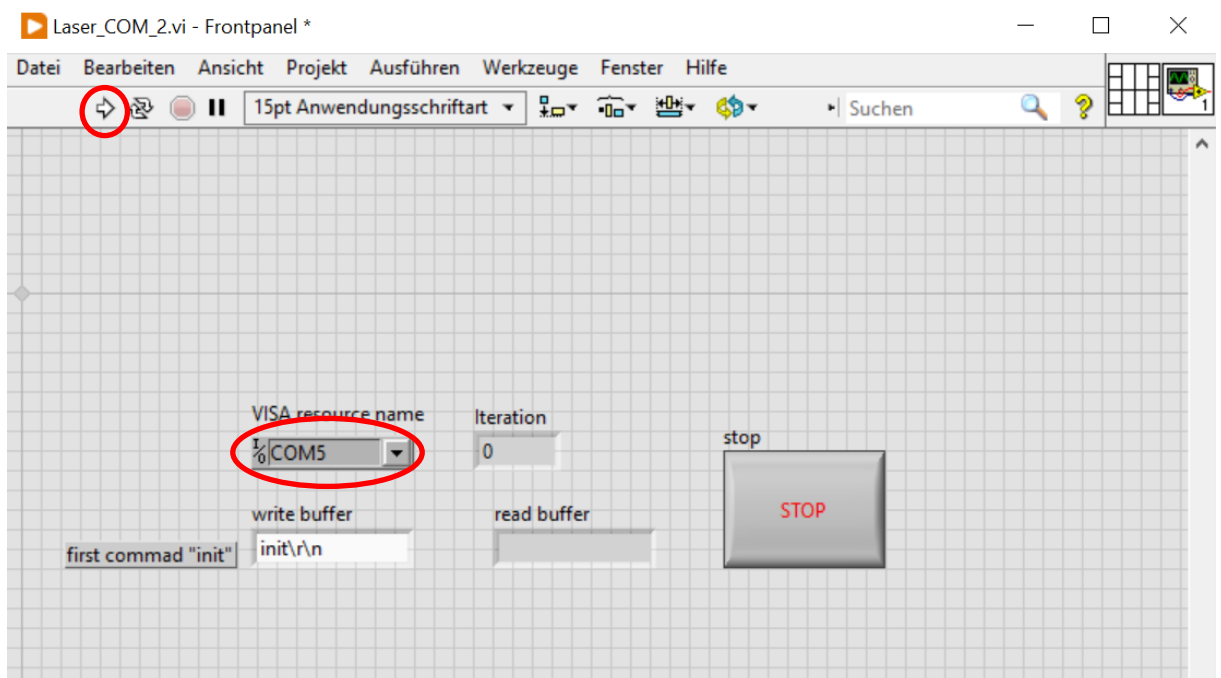 Laser_COM_2.vi - Frontpanel *
Datei Bearbeiten Ansicht Projekt Ausführen Werkzeuge Fenster Hilfe
15pt Anwendungsschriftart Suchen 1
VISA resource name Iteration
COM5 0
stop
STOP
write buffer read buffer
first commad "init" init\r\n